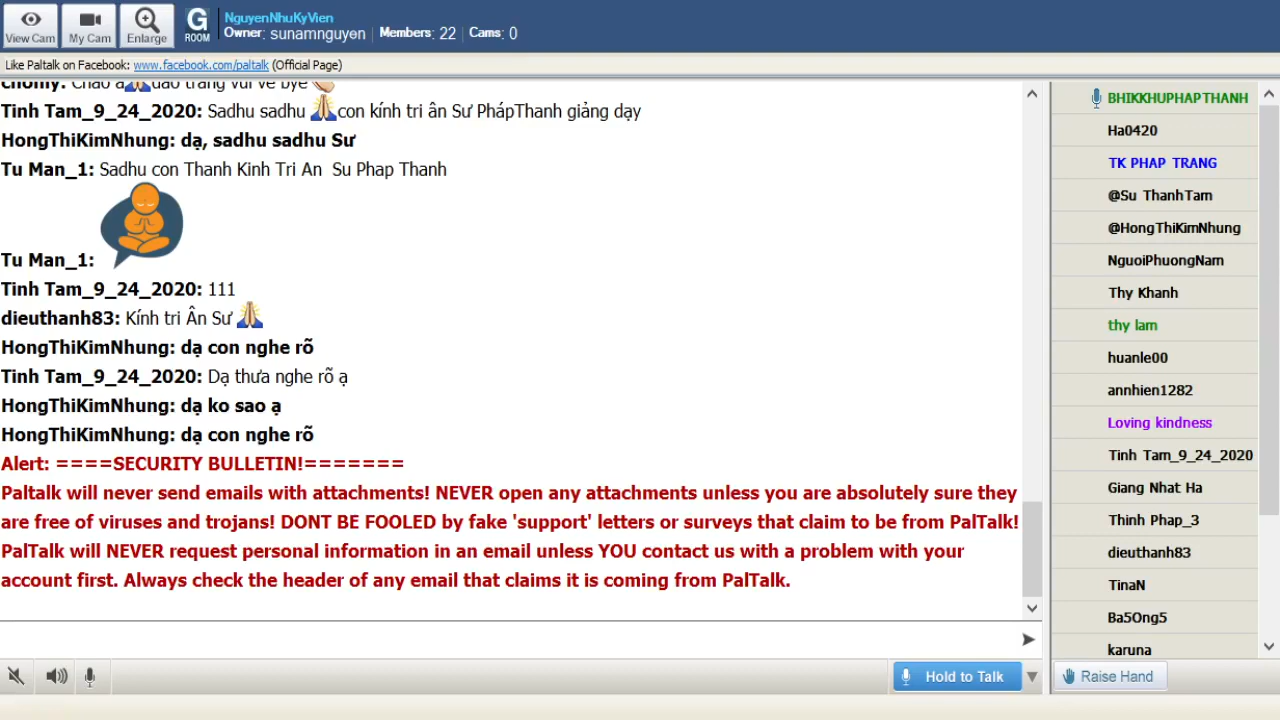 View Cam
My Cam
Enlarge
G
ROOM
NguyenNhuKyVien
Owner: sunamnguyen
Members: 22
Cams: 0
Like Paltalk on Facebook: www.facebook.com/paltalk (Official Page)
Tinh Tam_9_24_2020: Sadhu sadhu 🙏con kính tri ân Sư PhápThanh giảng dạy
HongThiKimNhung: dạ, sadhu sadhu Sư
Tu Man_1: Sadhu con Thanh Kinh Tri An  Su Phap Thanh
Tu Man_1:
Tinh Tam_9_24_2020: 111
dieuthanh83: Kính tri Ân Sư 🙏
HongThiKimNhung: dạ con nghe rõ
Tinh Tam_9_24_2020: Dạ thưa nghe rõ ạ
HongThiKimNhung: dạ ko sao ạ
HongThiKimNhung: dạ con nghe rõ
Alert: ====SECURITY BULLETIN!=======
Paltalk will never send emails with attachments! NEVER open any attachments unless you are absolutely sure they
are free of viruses and trojans! DONT BE FOOLED by fake 'support' letters or surveys that claim to be from PalTalk!
PalTalk will NEVER request personal information in an email unless YOU contact us with a problem with your
account first. Always check the header of any email that claims it is coming from PalTalk.
Hold to Talk
BHIKKHUPHAPTHANH
Ha0420
TK PHAP TRANG
@Su ThanhTam
@HongThiKimNhung
NguoiPhuongNam
Thy Khanh
thy lam
huanle00
annhien1282
Loving kindness
Tinh Tam_9_24_2020
Giang Nhat Ha
Thinh Phap_3
dieuthanh83
TinaN
Ba5Ong5
karuna
Raise Hand